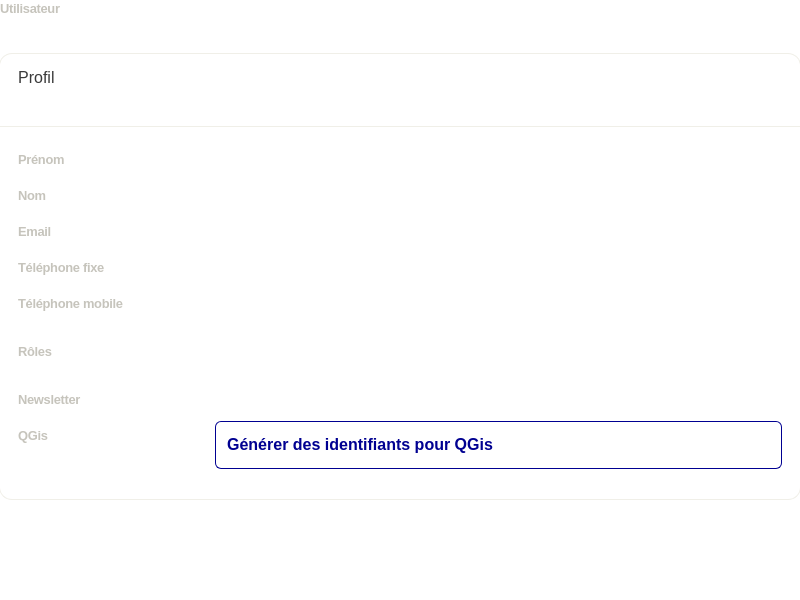 Utilisateur
Profil
Prénom
Nom
Email
Téléphone fixe
Téléphone mobile
Rôles
Newsletter
QGis
Générer des identifiants pour QGis